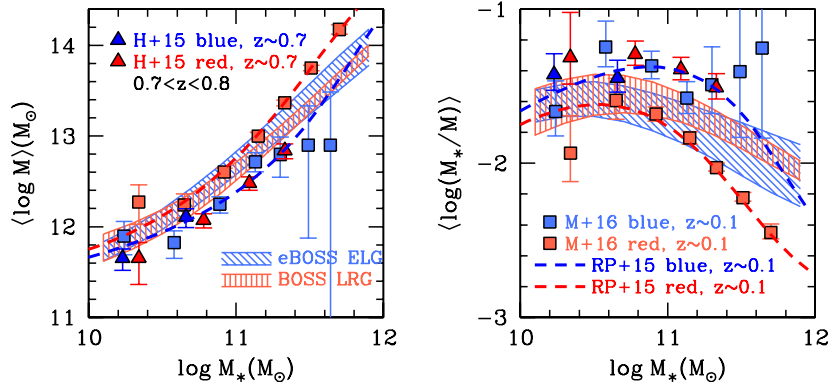 14
13
12
11
⟨log M⟩(M⊙)
H+15 blue, z~0.7
H+15 red, z~0.7
0.7<z<0.8
eBOSS ELG
BOSS LRG
10
11
12
log M*(M⊙)
-1
-2
-3
⟨log(M*/M)⟩
M+16 blue, z~0.1
M+16 red, z~0.1
RP+15 blue, z~0.1
RP+15 red, z~0.1
10
11
12
log M*(M⊙)